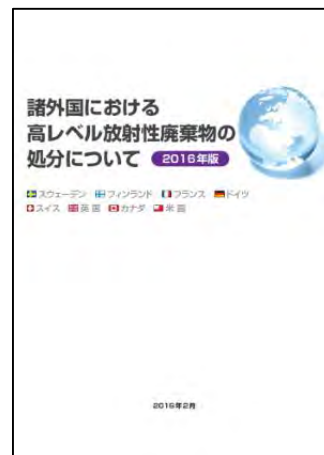 諸外国における
高レベル放射性廃棄物の
処分について 2016年版
スウェーデン フィンランド フランス ドイツ
スイス 英国 カナダ 米国
2016年2月